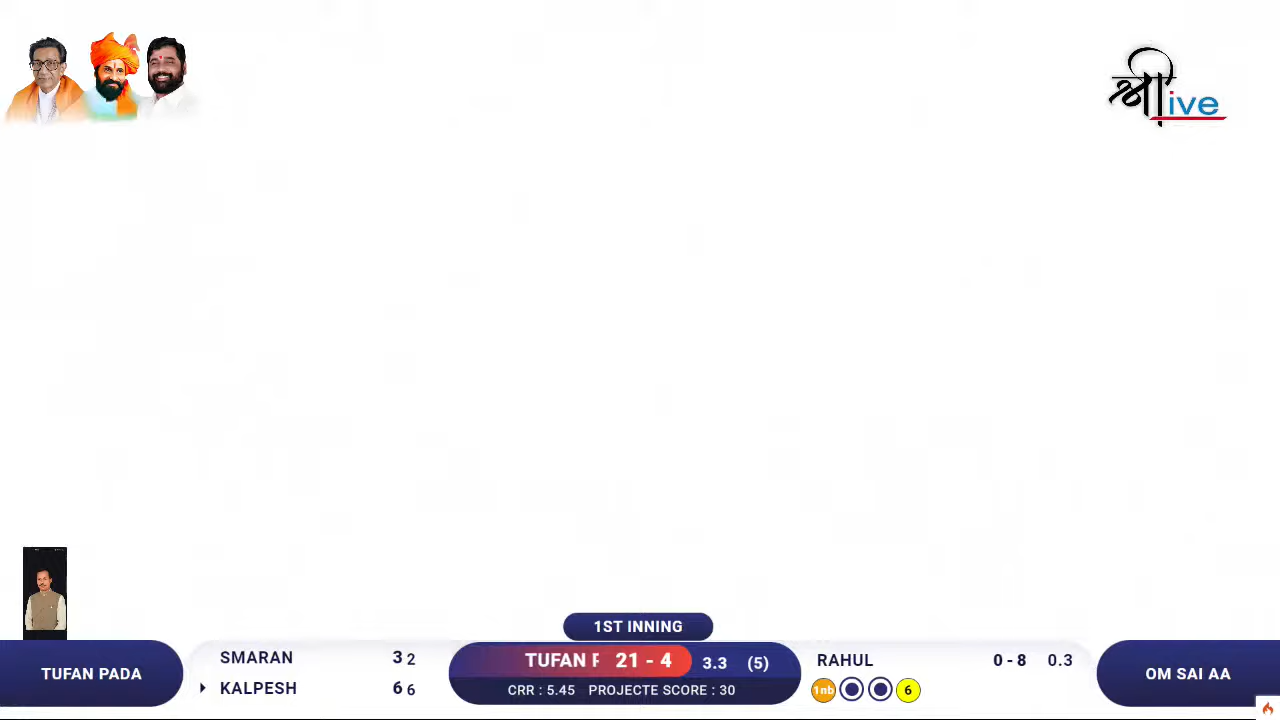 श्रीive
1ST INNING
TUFAN PADA
SMARAN 3 2
KALPESH 6 6
TUFAN P 21 - 4 3.3 (5)
CRR : 5.45 PROJECTE SCORE : 30
RAHUL 0 - 8 0.3
1nb 6
OM SAI AA